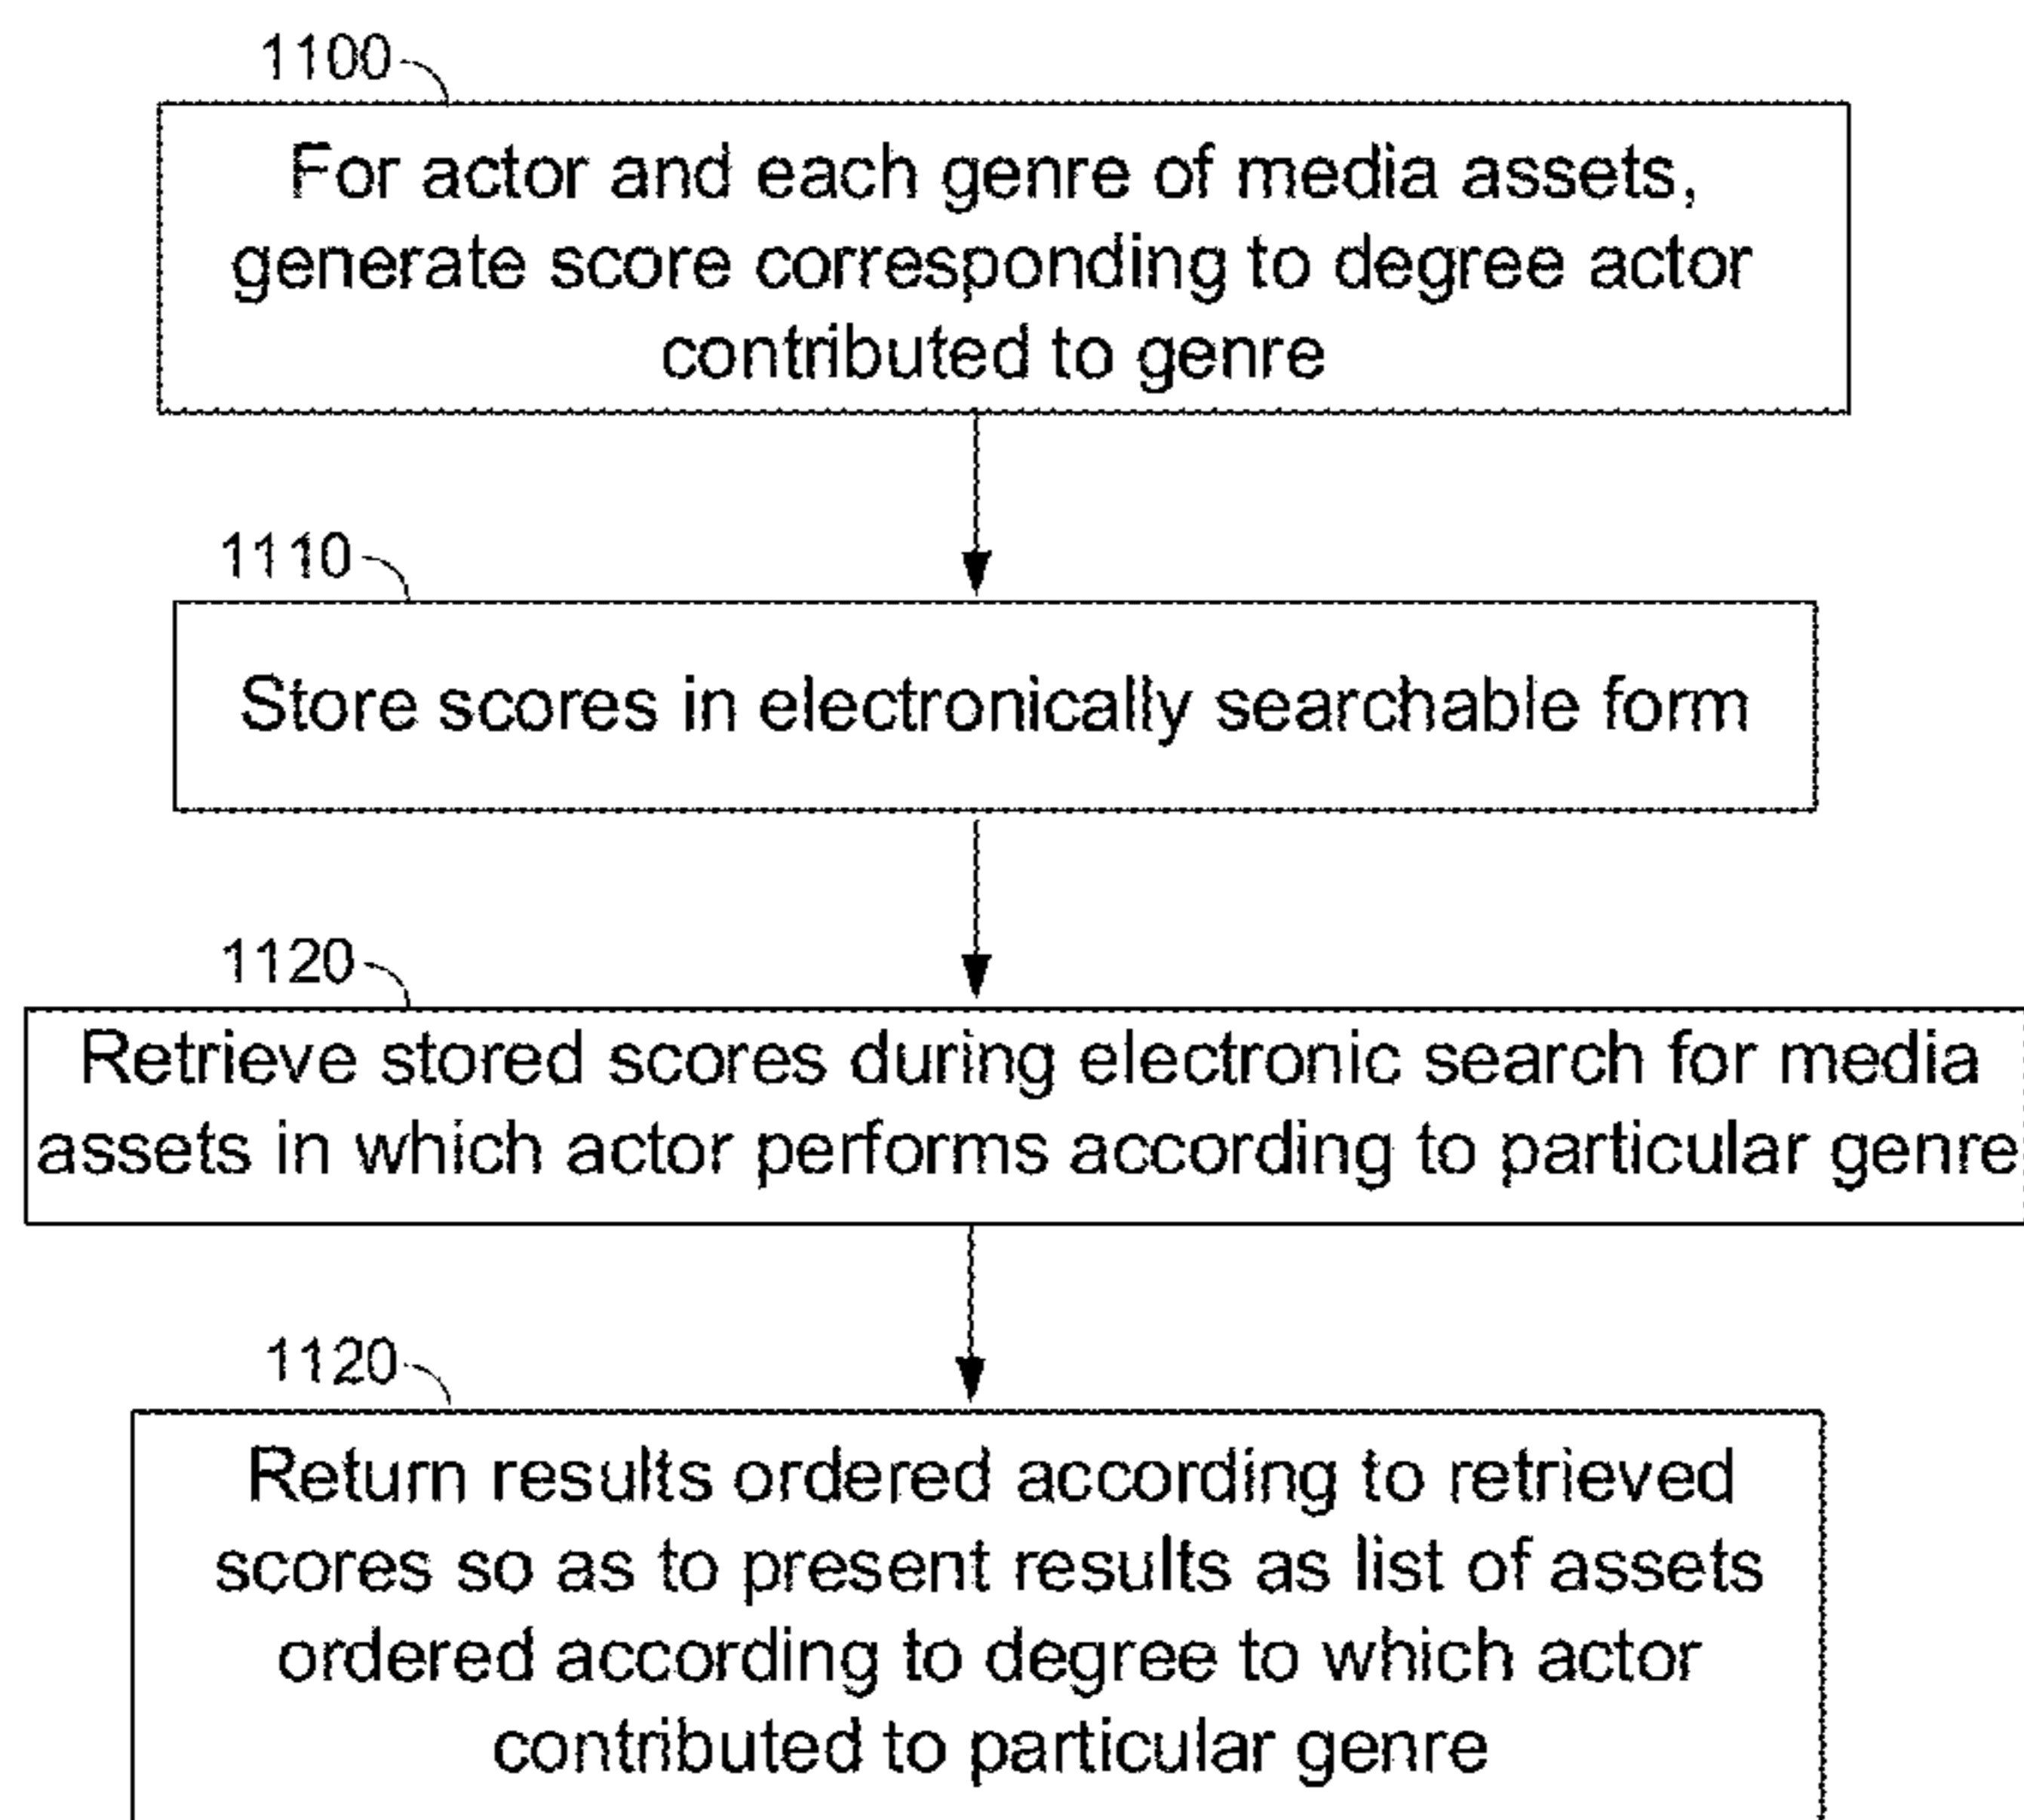 1100
For actor and each genre of media assets,
generate score corresponding to degree actor
contributed to genre
1110
Store scores in electronically searchable form
1120
Retrieve stored scores during electronic search for media
assets in which actor performs according to particular genre
1120
Return results ordered according to retrieved
scores so as to present results as list of assets
ordered according to degree to which actor
contributed to particular genre